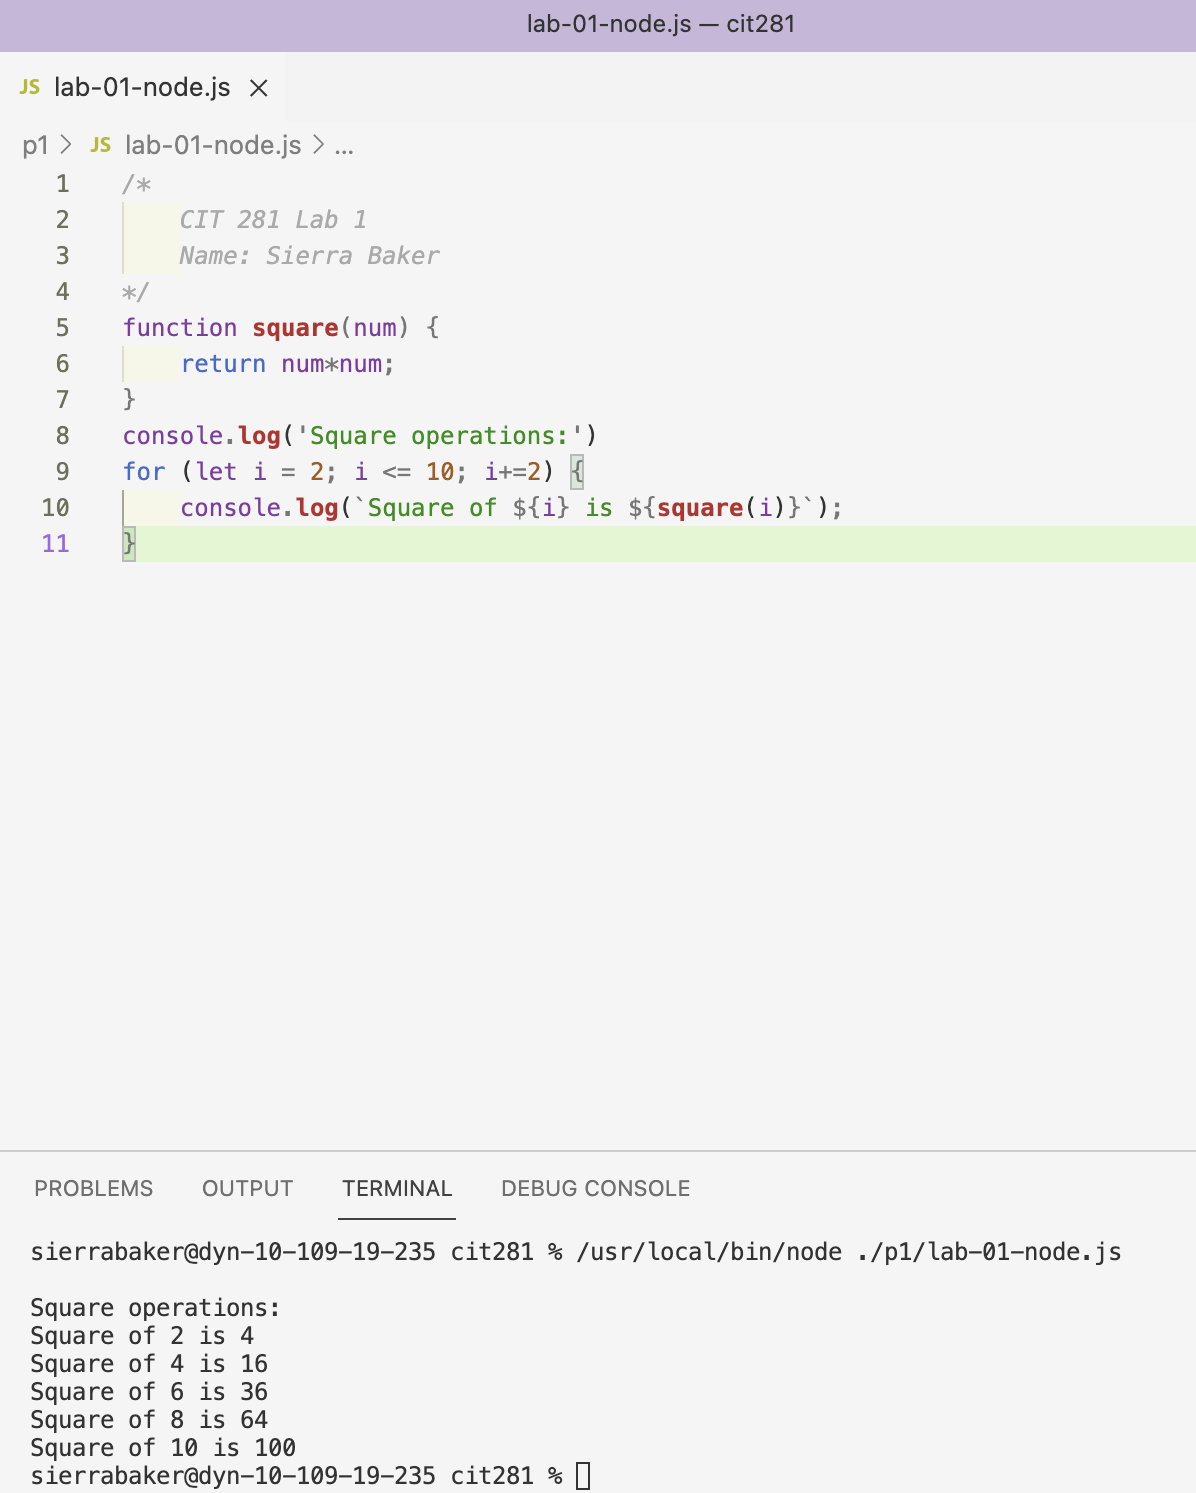 lab-01-node.js — cit281
JS lab-01-node.js ×
p1 > JS lab-01-node.js > ...
1 /*
2     CIT 281 Lab 1
3     Name: Sierra Baker
4 */
5 function square(num) {
6     return num*num;
7 }
8 console.log('Square operations:')
9 for (let i = 2; i <= 10; i+=2) {
10     console.log(`Square of ${i} is ${square(i)}`);
11 }
PROBLEMS OUTPUT TERMINAL DEBUG CONSOLE
sierrabaker@dyn-10-109-19-235 cit281 % /usr/local/bin/node ./p1/lab-01-node.js
Square operations:
Square of 2 is 4
Square of 4 is 16
Square of 6 is 36
Square of 8 is 64
Square of 10 is 100
sierrabaker@dyn-10-109-19-235 cit281 %